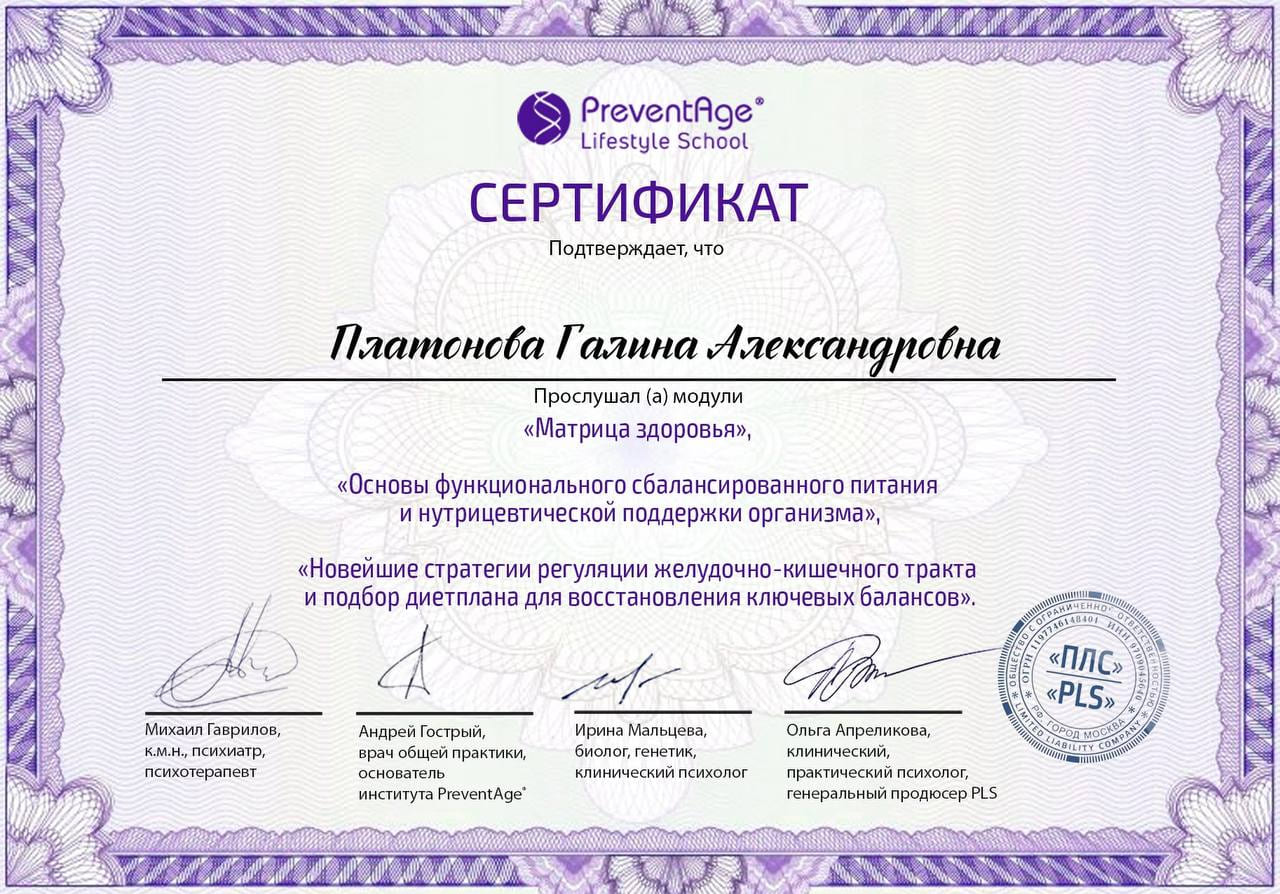 PreventAge®
Lifestyle School
СЕРТИФИКАТ
Подтверждает, что
Платонова Галина Александровна
Прослушал (а) модули
«Матрица здоровья»,
«Основы функционального сбалансированного питания
и нутрицевтической поддержки организма»,
«Новейшие стратегии регуляции желудочно-кишечного тракта
и подбор диетплана для восстановления ключевых балансов».
Михаил Гаврилов,
к.м.н., психиатр,
психотерапевт
Андрей Гострый,
врач общей практики,
основатель
института PreventAge®
Ирина Мальцева,
биолог, генетик,
клинический психолог
Ольга Апреликова,
клинический,
практический психолог,
генеральный продюсер PLS
ОБЩЕСТВО С ОГРАНИЧЕННОЙ ОТВЕТСТВЕННОСТЬЮ
LIMITED LIABILITY COMPANY
ОГРН 1197746148401 ИНН 9709045640
РФ ГОРОД МОСКВА
«ПЛС»
«PLS»